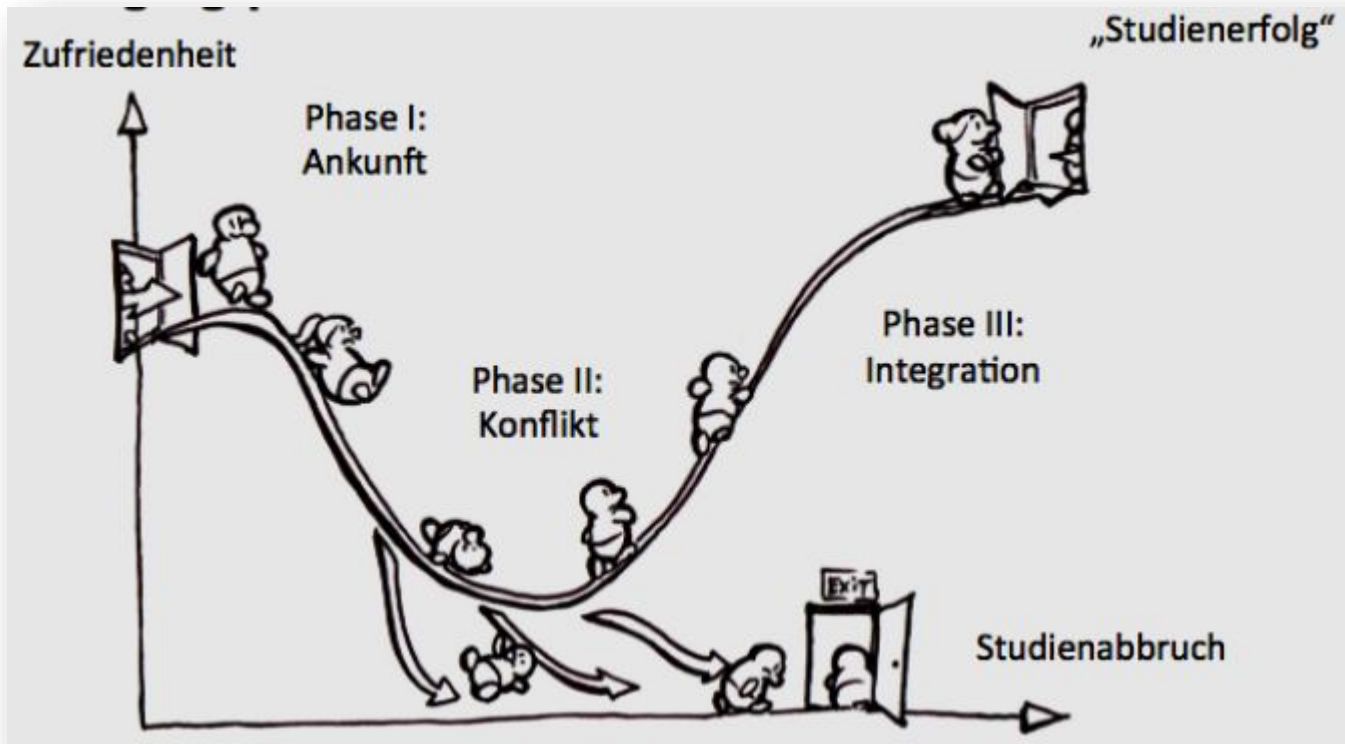 Zufriedenheit
„Studienerfolg“
Phase I:
Ankunft
Phase II:
Konflikt
Phase III:
Integration
EXIT
Studienabbruch